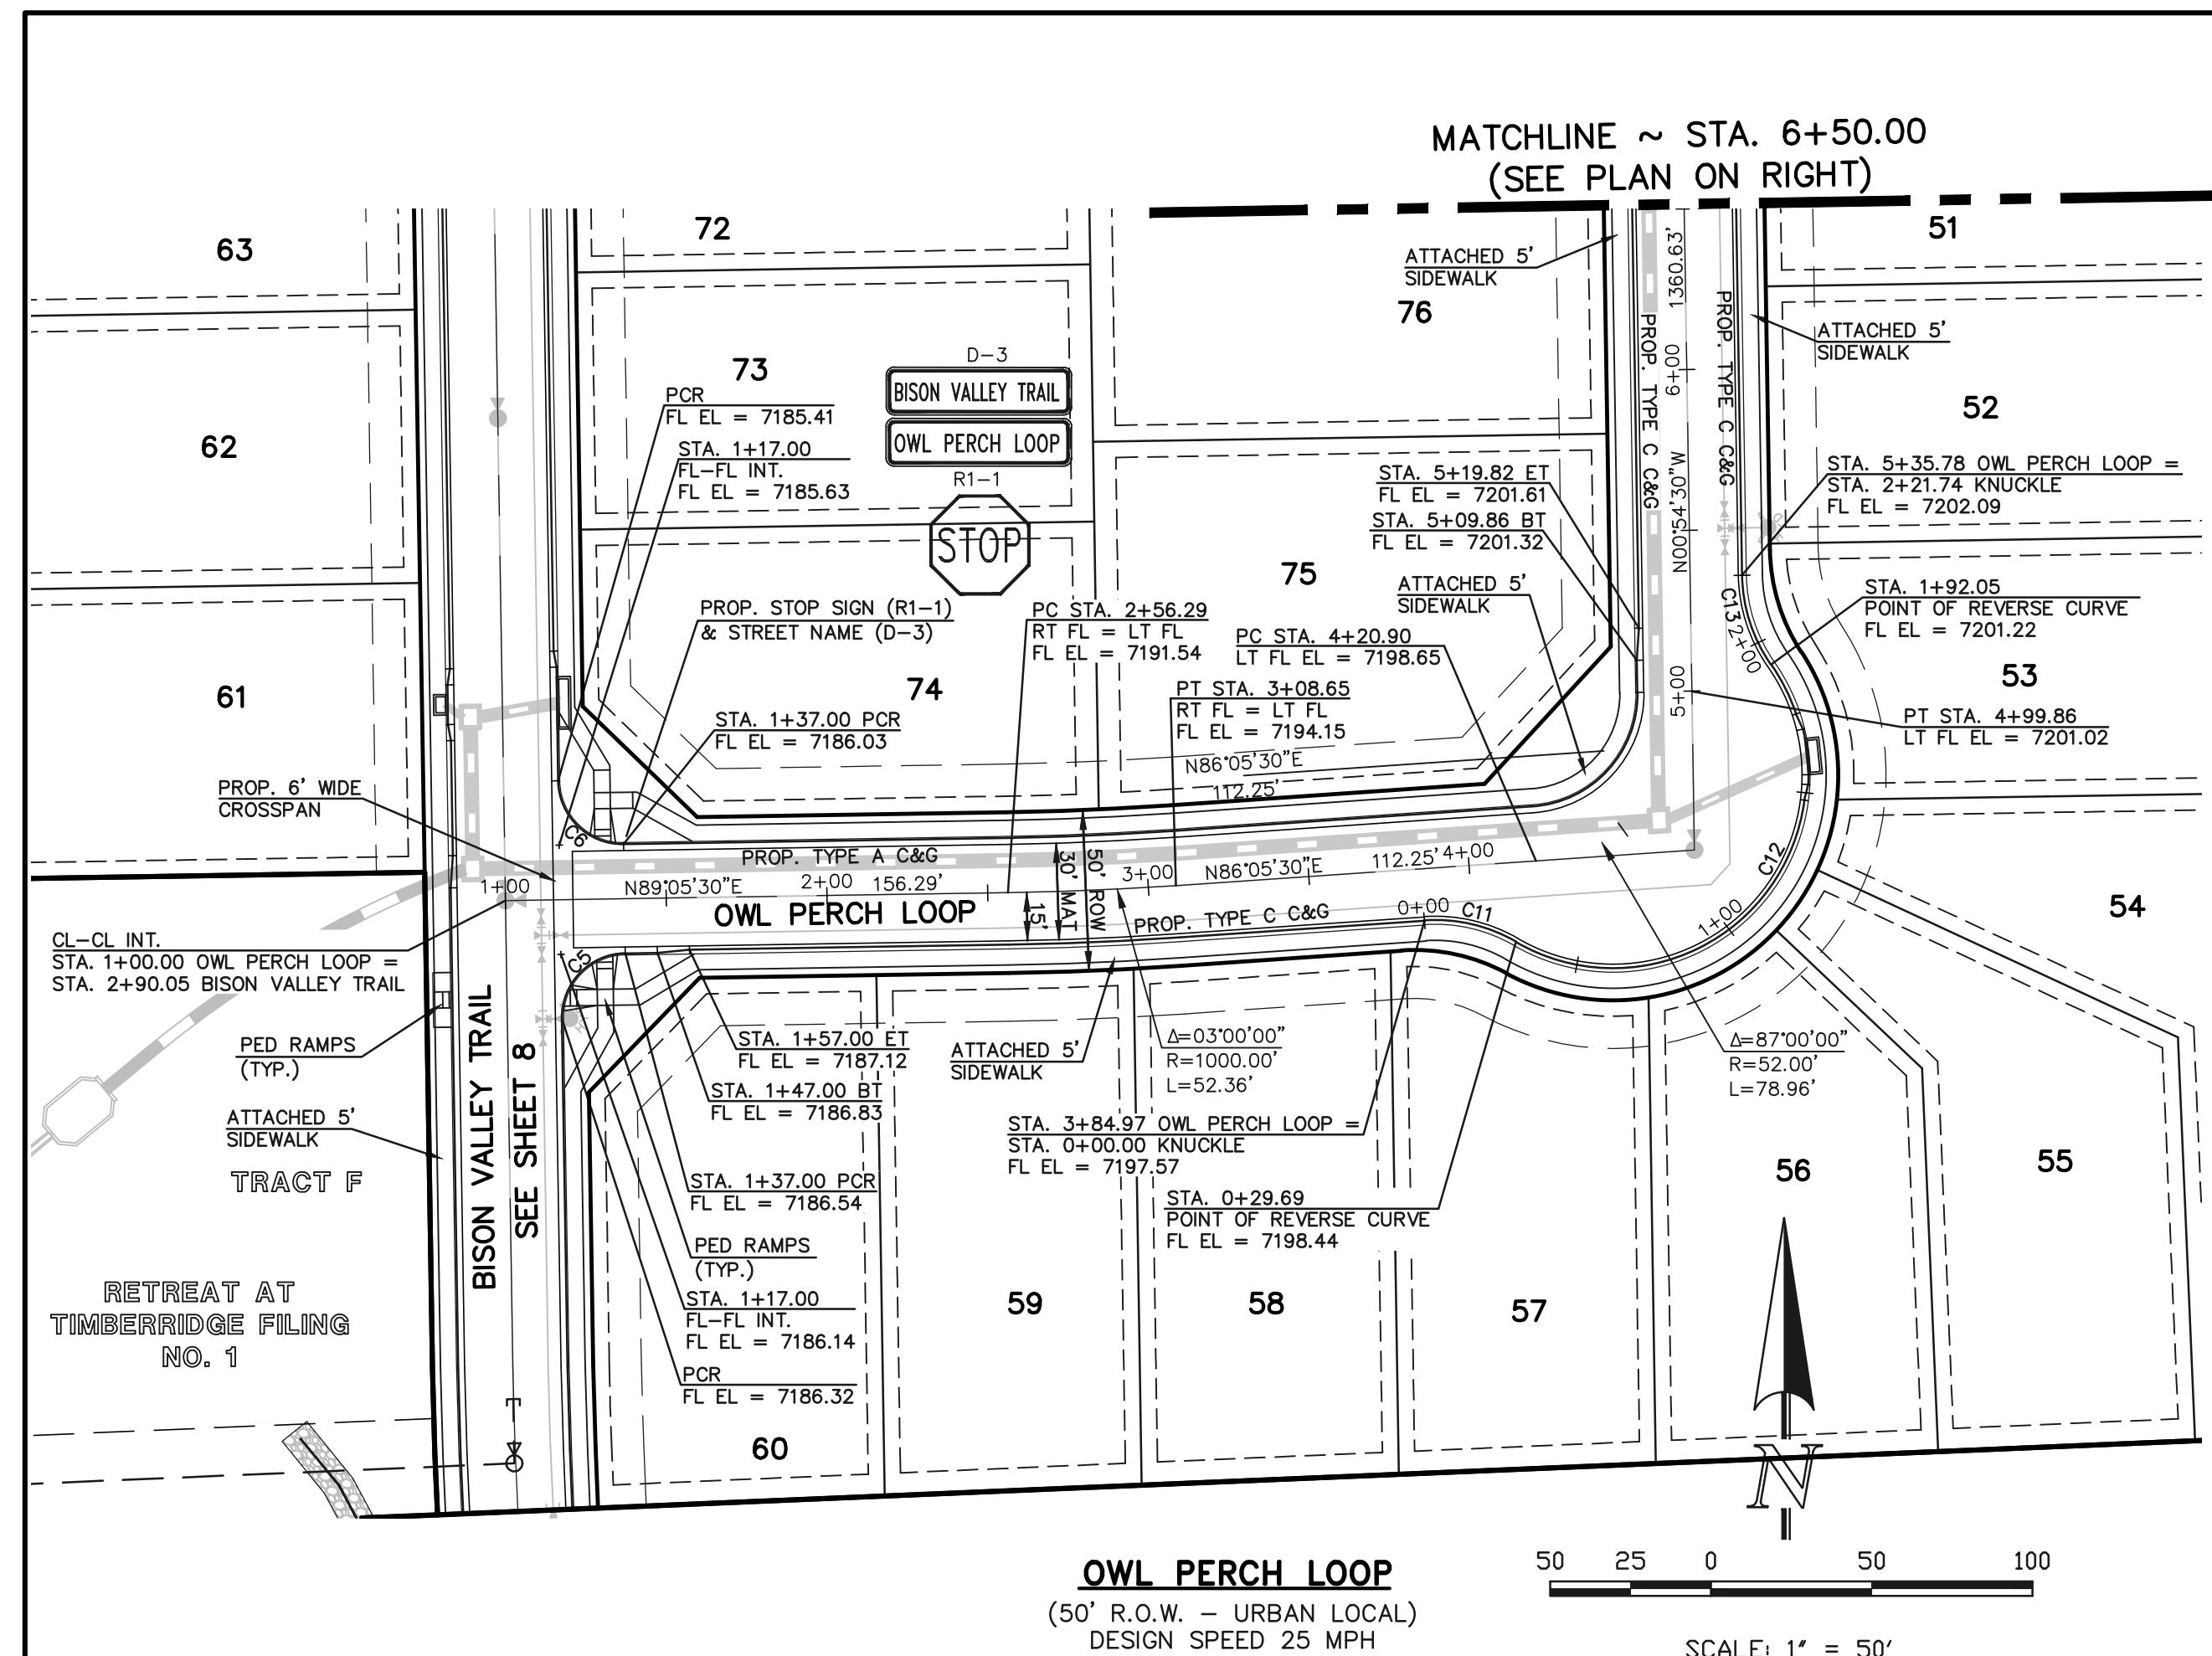 MATCHLINE ~ STA. 6+50.00
(SEE PLAN ON RIGHT)
63
72
51
ATTACHED 5'
SIDEWALK
76
1360.63'
PROP. TYPE C C&G
6+00
PROP. TYPE C C&G
ATTACHED 5'
SIDEWALK
73
D-3
BISON VALLEY TRAIL
OWL PERCH LOOP
R1-1
STOP
PCR
FL EL = 7185.41
STA. 1+17.00
FL-FL INT.
FL EL = 7185.63
62
52
STA. 5+19.82 ET
FL EL = 7201.61
STA. 5+09.86 BT
FL EL = 7201.32
N00°54'30"W
STA. 5+35.78 OWL PERCH LOOP =
STA. 2+21.74 KNUCKLE
FL EL = 7202.09
75
ATTACHED 5'
SIDEWALK
C13
2+00
STA. 1+92.05
POINT OF REVERSE CURVE
FL EL = 7201.22
PROP. STOP SIGN (R1-1)
& STREET NAME (D-3)
PC STA. 2+56.29
RT FL = LT FL
FL EL = 7191.54
PC STA. 4+20.90
LT FL EL = 7198.65
61
74
53
5+00
PT STA. 3+08.65
RT FL = LT FL
FL EL = 7194.15
STA. 1+37.00 PCR
FL EL = 7186.03
PT STA. 4+99.86
LT FL EL = 7201.02
N86°05'30"E
112.25'
PROP. 6' WIDE
CROSSPAN
C6
PROP. TYPE A C&G
1+00
N89°05'30"E
2+00
156.29'
30' MAT
50' ROW
15'
3+00
N86°05'30"E
112.25'
4+00
C12
OWL PERCH LOOP
PROP. TYPE C C&G
0+00
C11
1+00
54
CL-CL INT.
STA. 1+00.00 OWL PERCH LOOP =
STA. 2+90.05 BISON VALLEY TRAIL
C5
BISON VALLEY TRAIL
SEE SHEET 8
PED RAMPS
(TYP.)
STA. 1+57.00 ET
FL EL = 7187.12
ATTACHED 5'
SIDEWALK
Δ=03°00'00"
R=1000.00'
L=52.36'
Δ=87°00'00"
R=52.00'
L=78.96'
STA. 1+47.00 BT
FL EL = 7186.83
ATTACHED 5'
SIDEWALK
STA. 3+84.97 OWL PERCH LOOP =
STA. 0+00.00 KNUCKLE
FL EL = 7197.57
TRACT F
STA. 1+37.00 PCR
FL EL = 7186.54
STA. 0+29.69
POINT OF REVERSE CURVE
FL EL = 7198.44
56
55
PED RAMPS
(TYP.)
RETREAT AT
TIMBERRIDGE FILING
NO. 1
STA. 1+17.00
FL-FL INT.
FL EL = 7186.14
59
58
57
PCR
FL EL = 7186.32
60
N
OWL PERCH LOOP
(50' R.O.W. - URBAN LOCAL)
DESIGN SPEED 25 MPH
50 25 0 50 100
SCALE: 1" = 50'